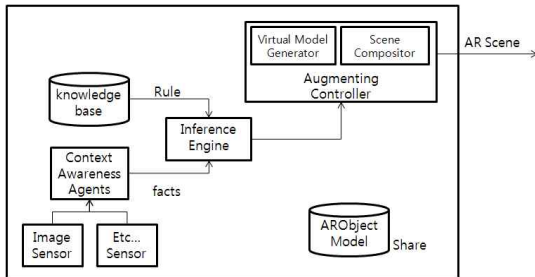 Virtual Model
Generator
Scene
Compositor
Augmenting
Controller
AR Scene
knowledge
base
Rule
Inference
Engine
Context
Awareness
Agents
facts
Image
Sensor
Etc...
Sensor
ARObject
Model
Share